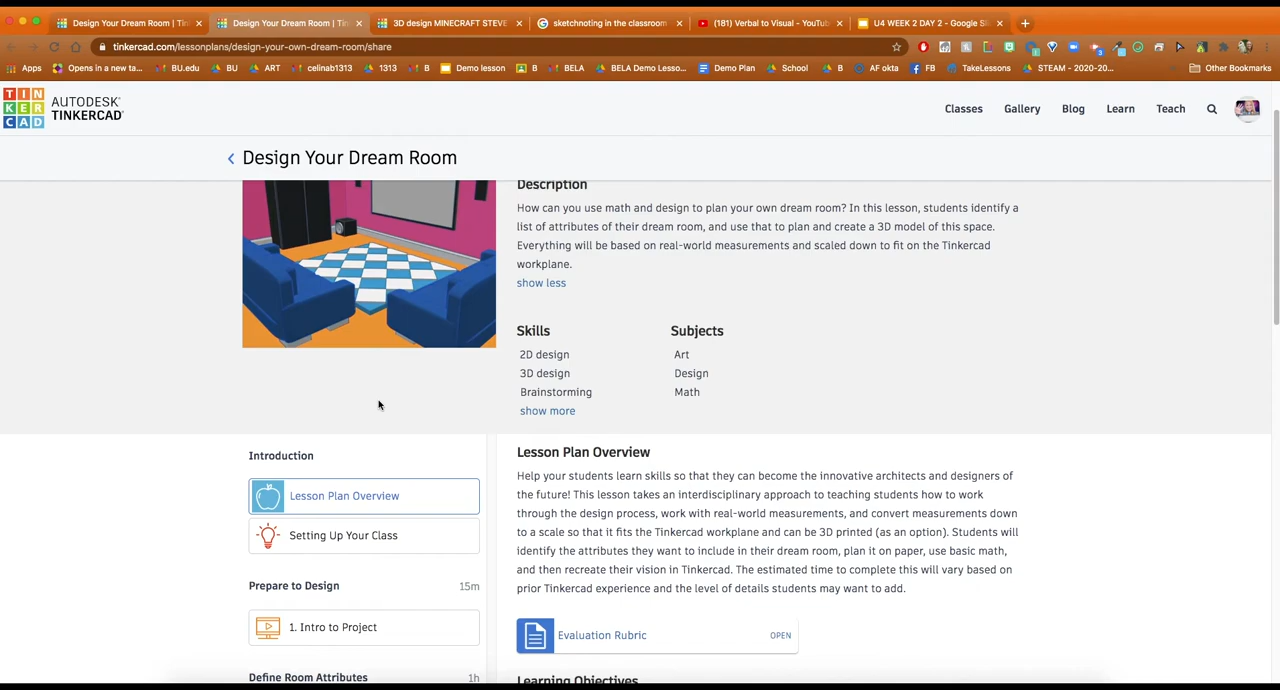 Design Your Dream Room | Tin
Design Your Dream Room | Tin
3D design MINECRAFT STEVE
sketchnoting in the classroom
(181) Verbal to Visual - YouTub
U4 WEEK 2 DAY 2 - Google Sli
tinkercad.com/lessonplans/design-your-own-dream-room/share
Apps
Opens in a new ta...
BU.edu
BU
ART
celinab1313
1313
B
Demo lesson
B
BELA
BELA Demo Lesso...
Demo Plan
School
B
AF okta
FB
TakeLessons
STEAM - 2020-20...
Other Bookmarks
TIN
KER
CAD
AUTODESK®
TINKERCAD®
Classes
Gallery
Blog
Learn
Teach
Design Your Dream Room
Description
How can you use math and design to plan your own dream room? In this lesson, students identify a
list of attributes of their dream room, and use that to plan and create a 3D model of this space.
Everything will be based on real-world measurements and scaled down to fit on the Tinkercad
workplane.
show less
Skills
2D design
3D design
Brainstorming
show more
Subjects
Art
Design
Math
Introduction
Lesson Plan Overview
Setting Up Your Class
Prepare to Design 15m
1. Intro to Project
Define Room Attributes 1h
Lesson Plan Overview
Help your students learn skills so that they can become the innovative architects and designers of
the future! This lesson takes an interdisciplinary approach to teaching students how to work
through the design process, work with real-world measurements, and convert measurements down
to a scale so that it fits the Tinkercad workplane and can be 3D printed (as an option). Students will
identify the attributes they want to include in their dream room, plan it on paper, use basic math,
and then recreate their vision in Tinkercad. The estimated time to complete this will vary based on
prior Tinkercad experience and the level of details students may want to add.
Evaluation Rubric OPEN
Learning Objectives